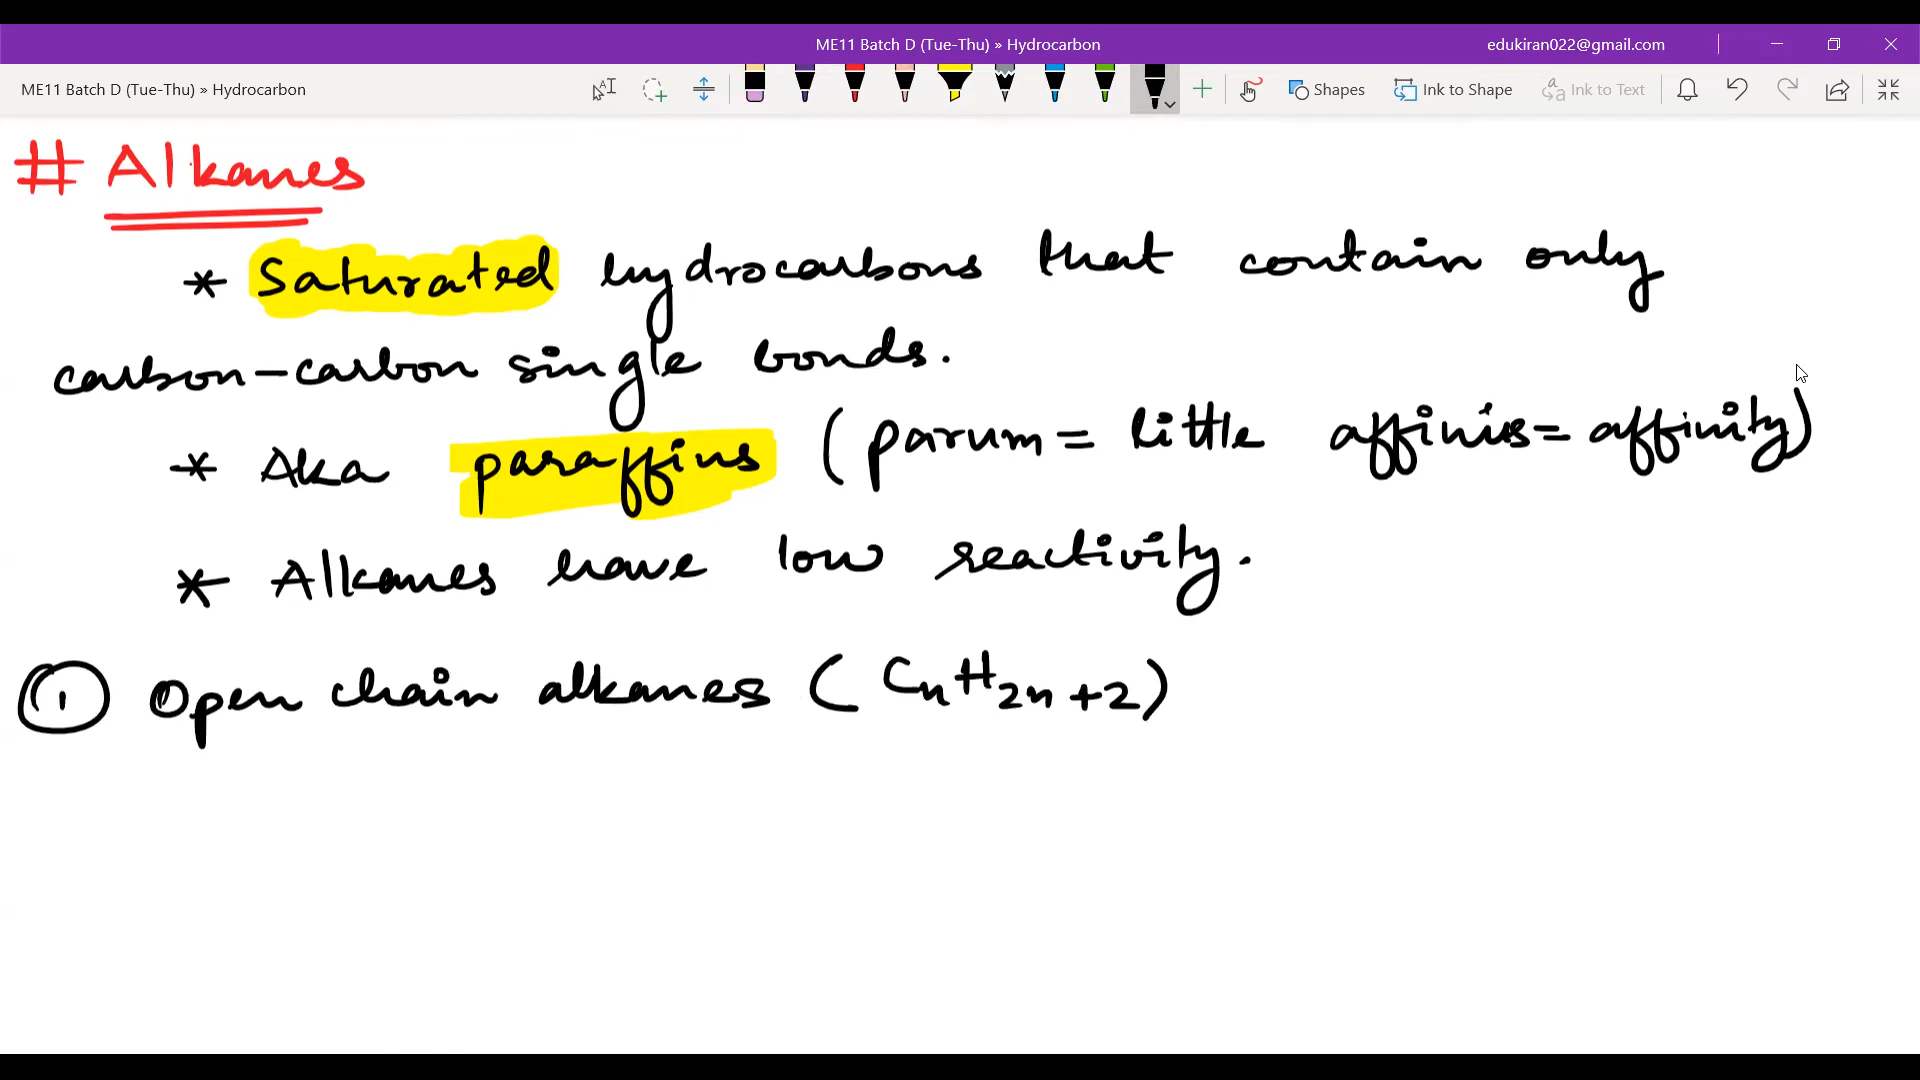 ME11 Batch D (Tue-Thu) » Hydrocarbon
edukiran022@gmail.com
ME11 Batch D (Tue-Thu) » Hydrocarbon
Shapes
Ink to Shape
Ink to Text
# Alkanes
* Saturated hydrocarbons that contain only
carbon-carbon single bonds.
* Aka paraffins (parum = little affinis = affinity)
* Alkanes have low reactivity.
① Open chain alkanes (CnH2n+2)